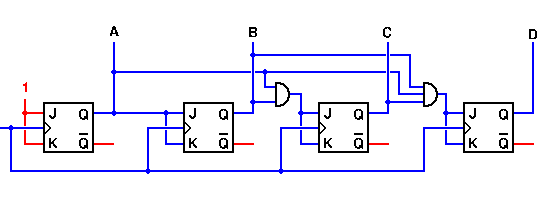 A B C D
1
J Q J Q J Q J Q
K Q̅ K Q̅ K Q̅ K Q̅